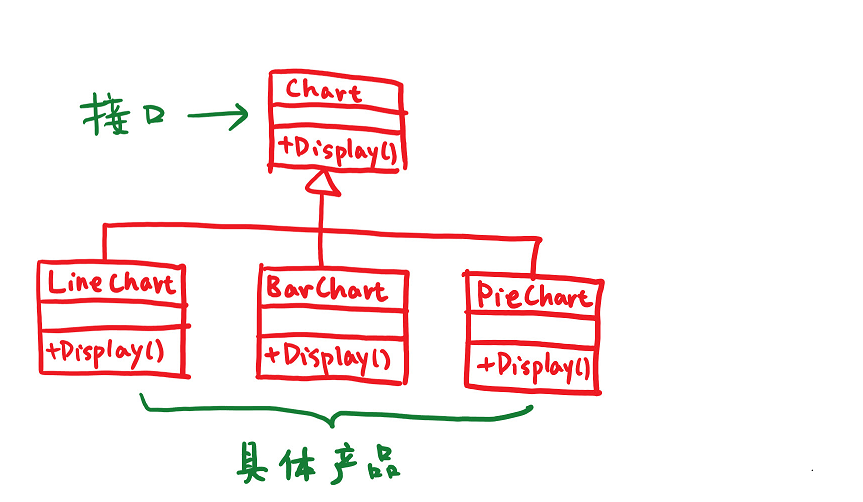 Chart
接口
+Display()
LineChart
+Display()
BarChart
+Display()
PieChart
+Display()
具体产品